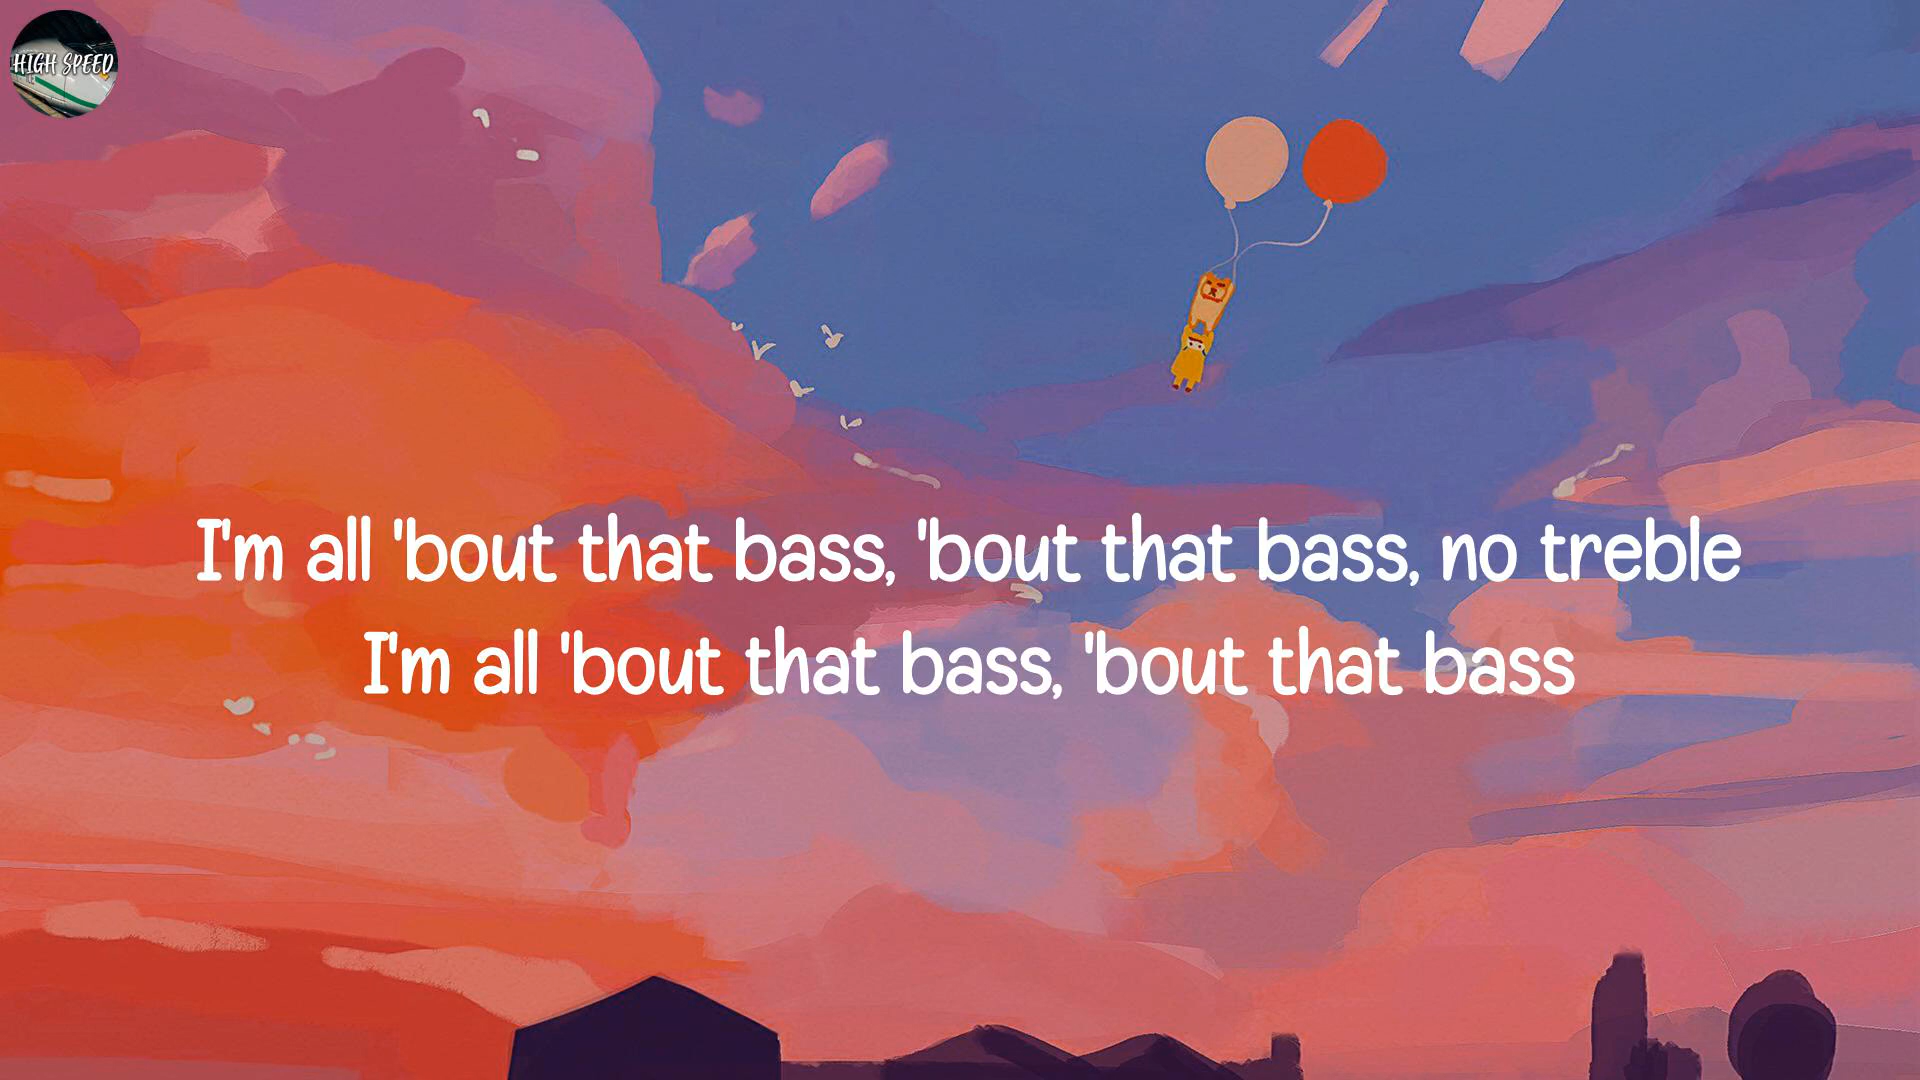 HIGH SPEED
I'm all 'bout that bass, 'bout that bass, no treble
I'm all 'bout that bass, 'bout that bass